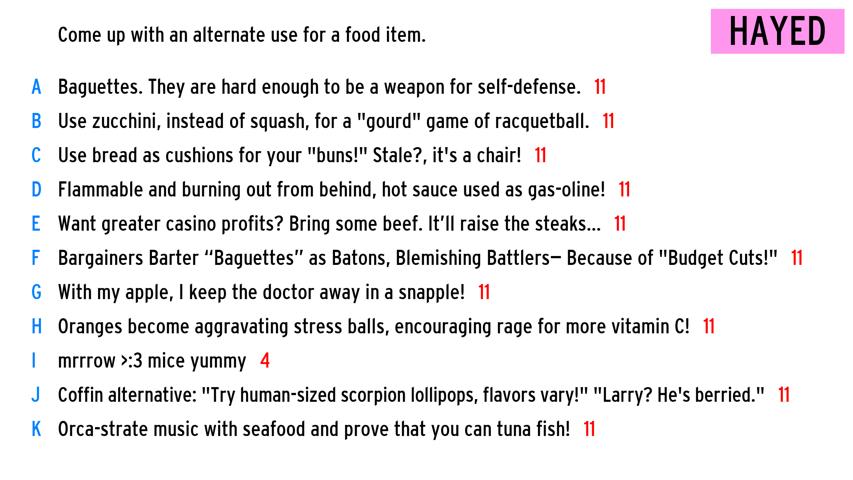 Come up with an alternate use for a food item.
HAYED
A Baguettes. They are hard enough to be a weapon for self-defense. 11
B Use zucchini, instead of squash, for a "gourd" game of racquetball. 11
C Use bread as cushions for your "buns!" Stale?, it's a chair! 11
D Flammable and burning out from behind, hot sauce used as gas-oline! 11
E Want greater casino profits? Bring some beef. It’ll raise the steaks... 11
F Bargainers Barter “Baguettes” as Batons, Blemishing Battlers— Because of "Budget Cuts!" 11
G With my apple, I keep the doctor away in a snapple! 11
H Oranges become aggravating stress balls, encouraging rage for more vitamin C! 11
I mrrrow >:3 mice yummy 4
J Coffin alternative: "Try human-sized scorpion lollipops, flavors vary!" "Larry? He's berried." 11
K Orca-strate music with seafood and prove that you can tuna fish! 11